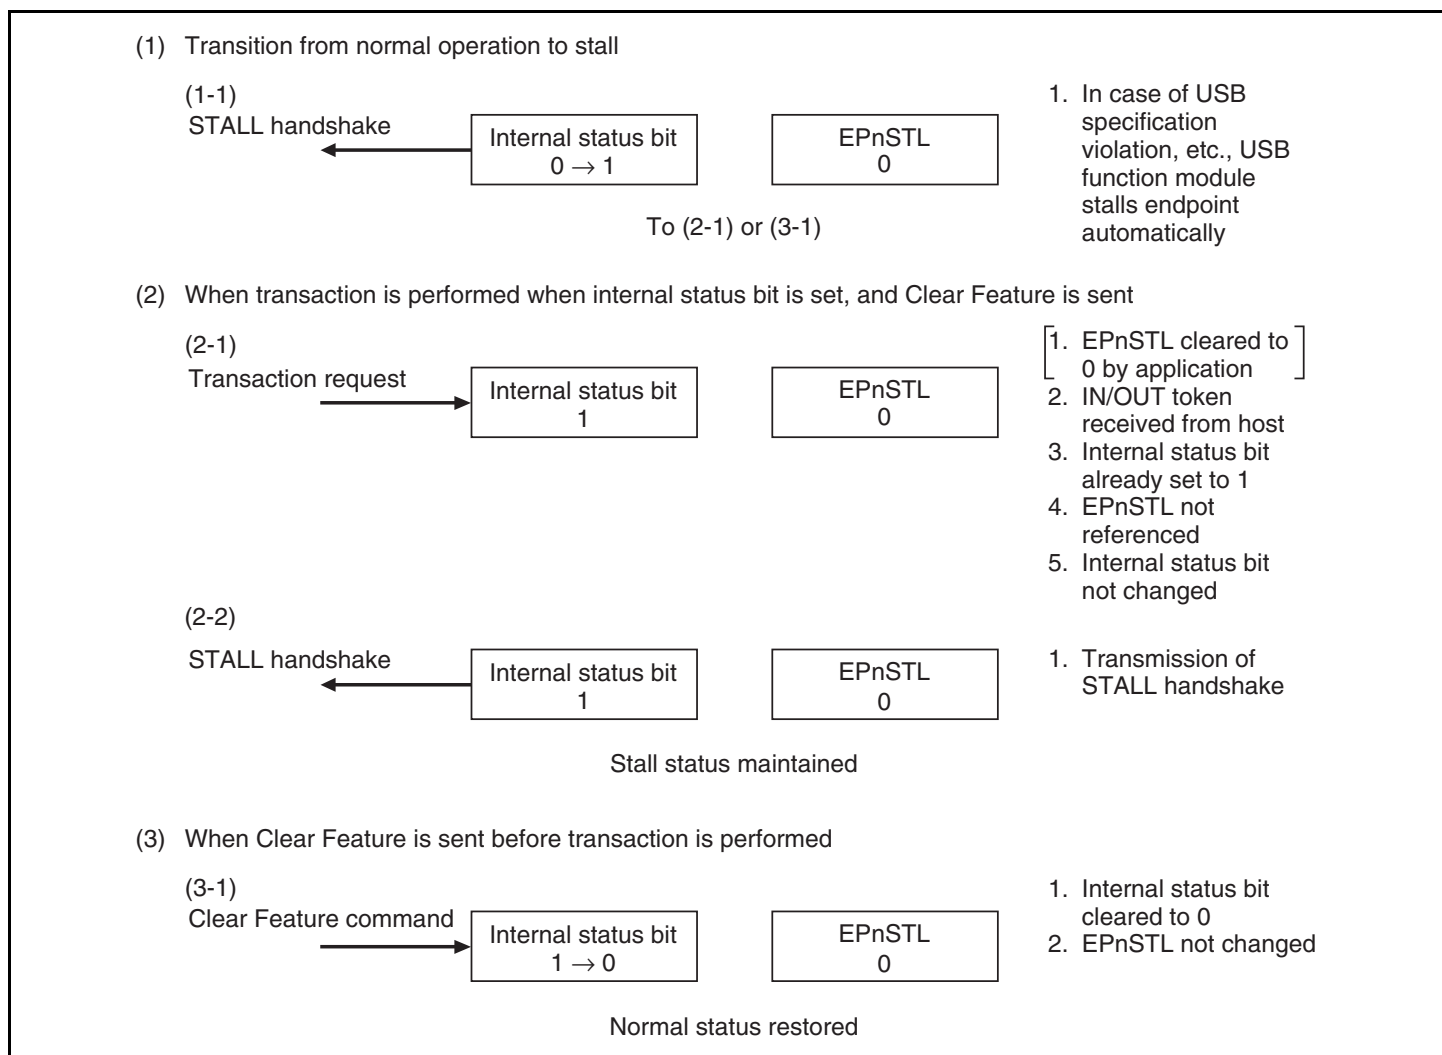 (1) Transition from normal operation to stall
(1-1)
STALL handshake
Internal status bit
0 → 1
EPnSTL
0
1. In case of USB
specification
violation, etc., USB
function module
stalls endpoint
automatically
To (2-1) or (3-1)
(2) When transaction is performed when internal status bit is set, and Clear Feature is sent
(2-1)
Transaction request
Internal status bit
1
EPnSTL
0
1. EPnSTL cleared to
0 by application
2. IN/OUT token
received from host
3. Internal status bit
already set to 1
4. EPnSTL not
referenced
5. Internal status bit
not changed
(2-2)
STALL handshake
Internal status bit
1
EPnSTL
0
1. Transmission of
STALL handshake
Stall status maintained
(3) When Clear Feature is sent before transaction is performed
(3-1)
Clear Feature command
Internal status bit
1 → 0
EPnSTL
0
1. Internal status bit
cleared to 0
2. EPnSTL not changed
Normal status restored